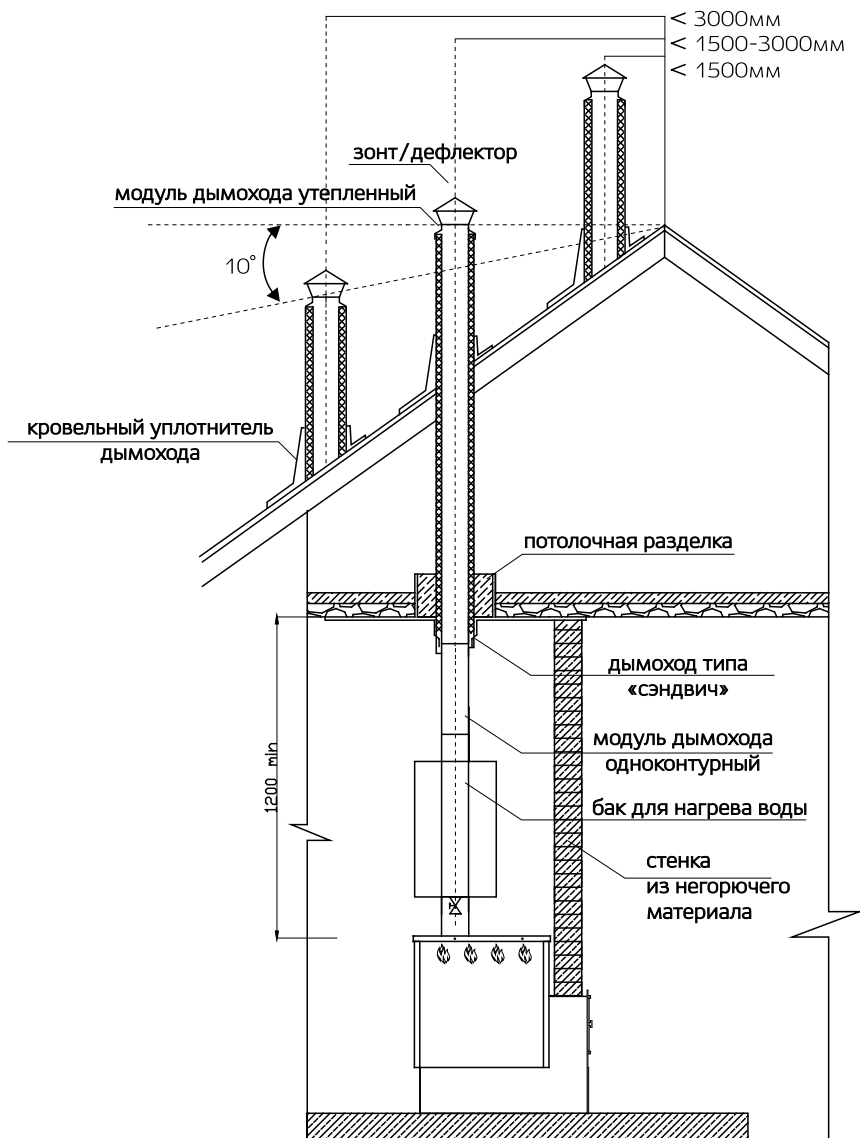 < 3000мм
< 1500-3000мм
< 1500мм
зонт/дефлектор
модуль дымохода утепленный
10°
кровельный уплотнитель
дымохода
потолочная разделка
дымоход типа
«сэндвич»
модуль дымохода
одноконтурный
1200 min
бак для нагрева воды
стенка
из негорючего
материала